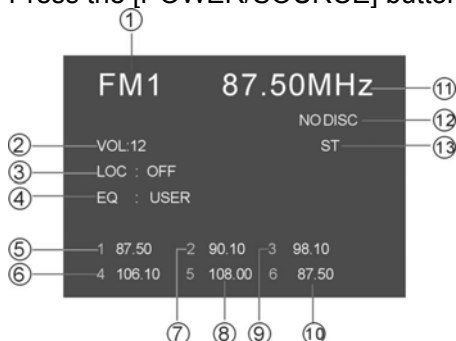 Press the [POWER/SOURCE] button
①
FM1 87.50MHz ⑪
NO DISC ⑫
② VOL:12 ST ⑬
③ LOC : OFF
④ EQ : USER
⑤ 1 87.50 2 90.10 3 98.10
⑥ 4 106.10 5 108.00 6 87.50
⑦ ⑧ ⑨ ⑩